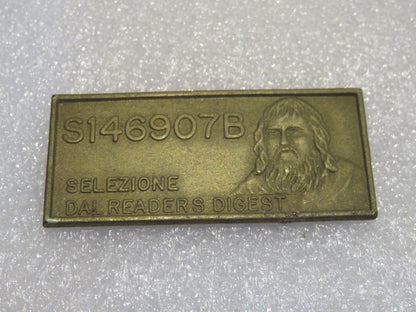 S146907B
SELEZIONE
DAL READERS DIGEST